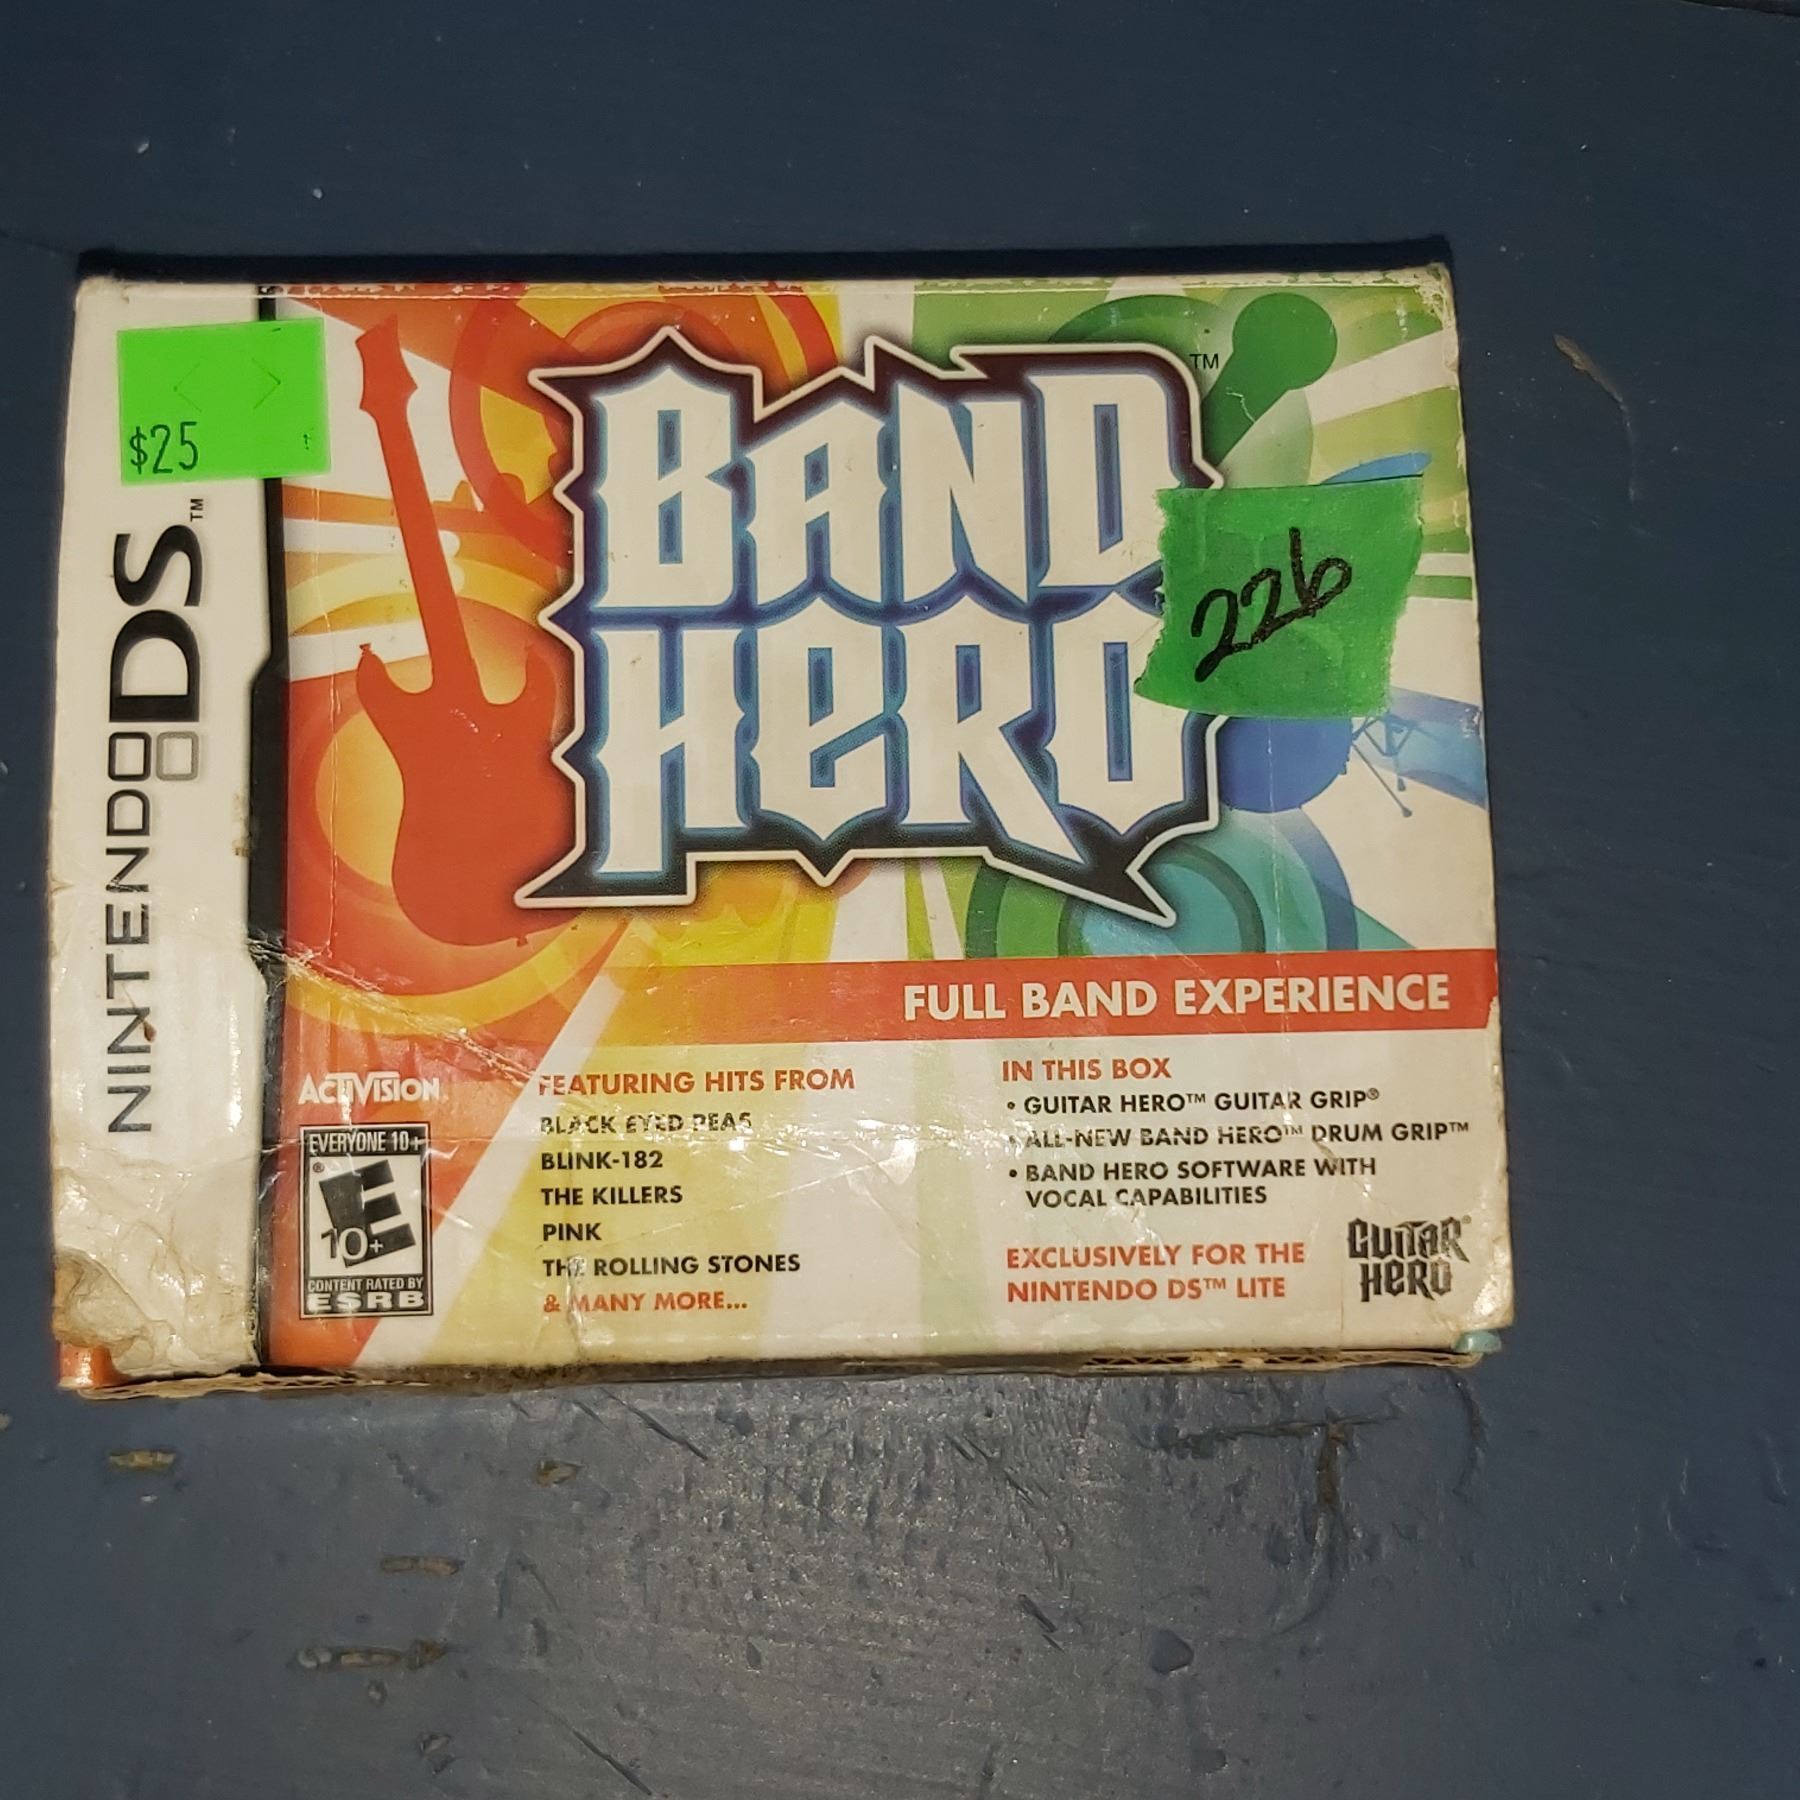 $25
NINTENDODS™
BAND
HERO
™
226
FULL BAND EXPERIENCE
ACTIVISION
EVERYONE 10+
®
E
10+
CONTENT RATED BY
ESRB
FEATURING HITS FROM
BLACK EYED PEAS
BLINK-182
THE KILLERS
PINK
THE ROLLING STONES
& MANY MORE...
IN THIS BOX
• GUITAR HERO™ GUITAR GRIP®
• ALL-NEW BAND HERO™ DRUM GRIP™
• BAND HERO SOFTWARE WITH
VOCAL CAPABILITIES
EXCLUSIVELY FOR THE
NINTENDO DS™ LITE
GUITAR®
HERO